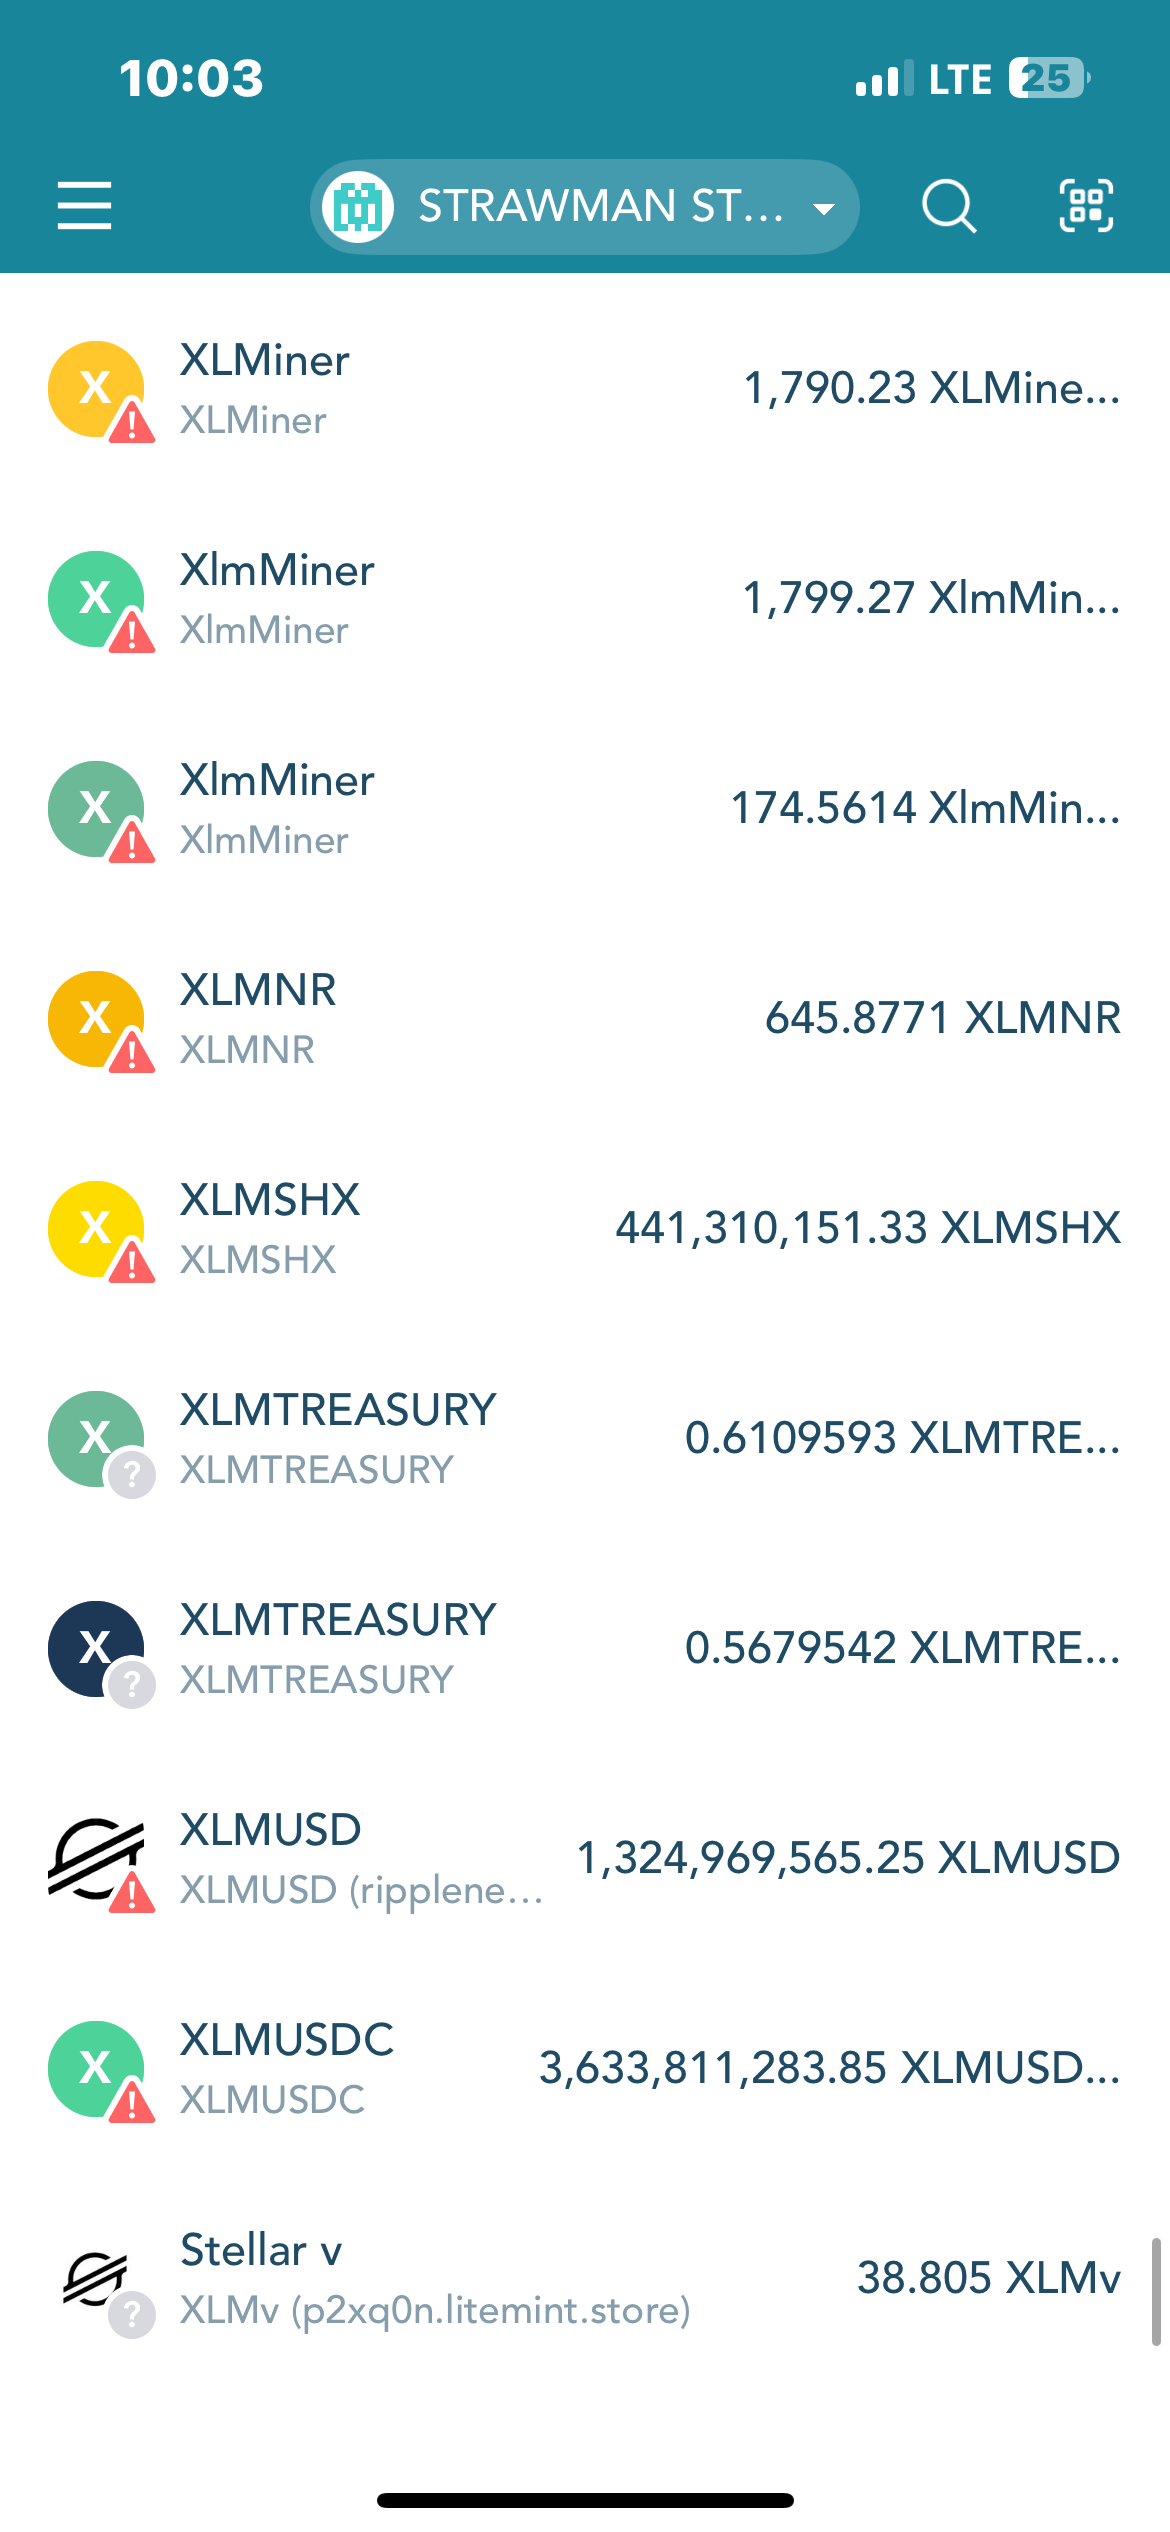 10:03 LTE 25
STRAWMAN ST...
X XLMiner
XLMiner
1,790.23 XLMine...
X XlmMiner
XlmMiner
1,799.27 XlmMin...
X XlmMiner
XlmMiner
174.5614 XlmMin...
X XLMNR
XLMNR
645.8771 XLMNR
X XLMSHX
XLMSHX
441,310,151.33 XLMSHX
X XLMTREASURY
? XLMTREASURY
0.6109593 XLMTRE...
X XLMTREASURY
? XLMTREASURY
0.5679542 XLMTRE...
XLMUSD
XLMUSD (ripplene...
1,324,969,565.25 XLMUSD
X XLMUSDC
XLMUSDC
3,633,811,283.85 XLMUSD...
Stellar v
? XLMv (p2xq0n.litemint.store)
38.805 XLMv